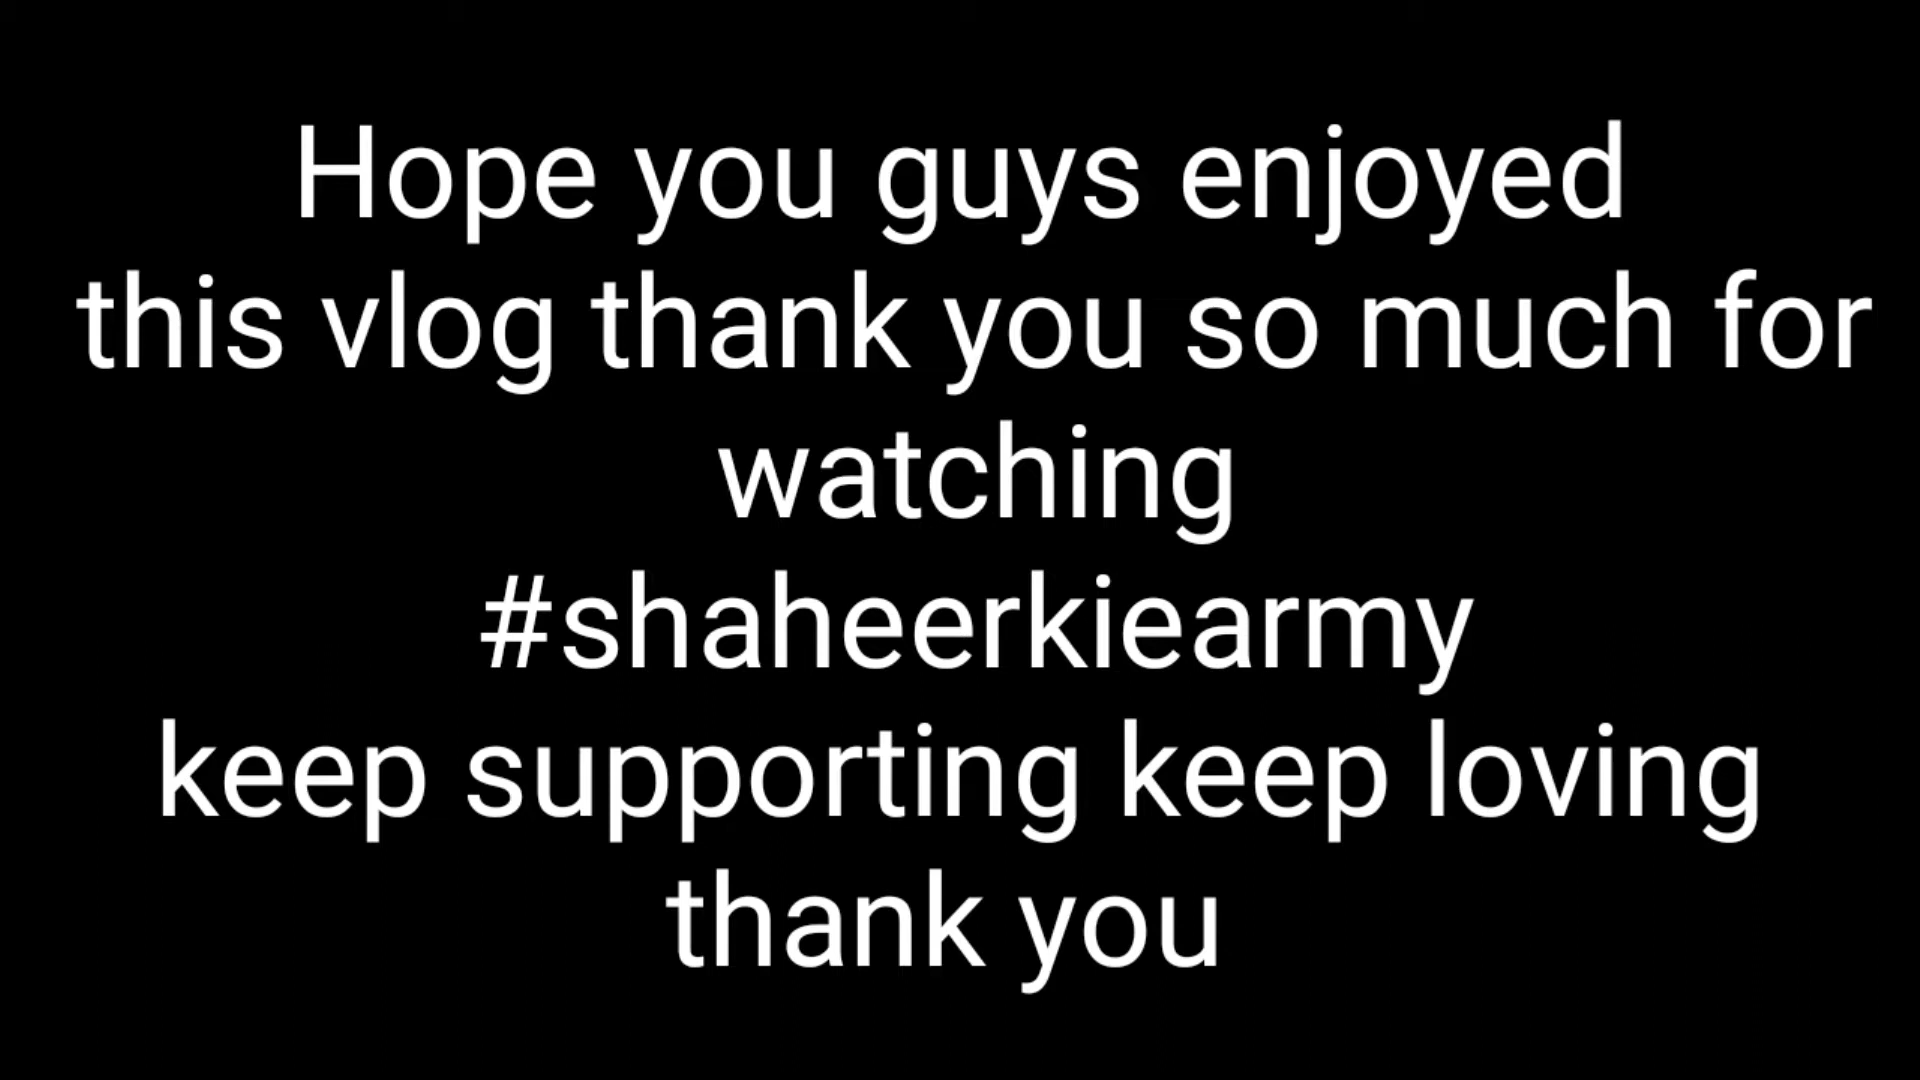 Hope you guys enjoyed
this vlog thank you so much for
watching
#shaheerkiearmy
keep supporting keep loving
thank you